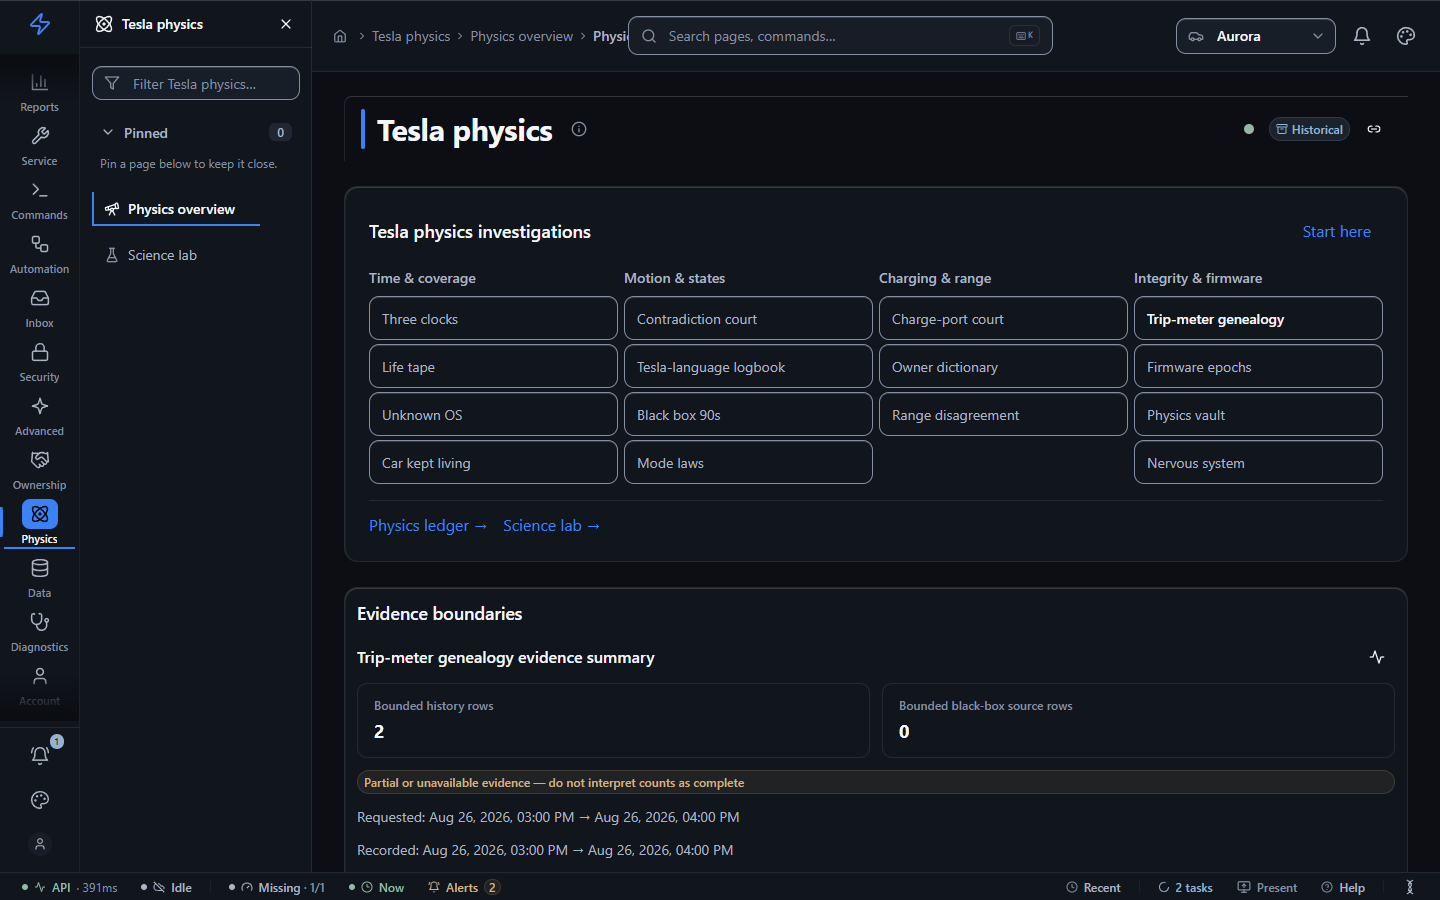 Tesla physics
Tesla physics
Physics overview
Search pages, commands...
K
Aurora
Filter Tesla physics...
Pinned
0
Pin a page below to keep it close.
Physics overview
Science lab
Reports
Service
Commands
Automation
Inbox
Security
Advanced
Ownership
Physics
Data
Diagnostics
Account
1
Tesla physics
Historical
Tesla physics investigations
Start here
Time & coverage
Three clocks
Life tape
Unknown OS
Car kept living
Motion & states
Contradiction court
Tesla-language logbook
Black box 90s
Mode laws
Charging & range
Charge-port court
Owner dictionary
Range disagreement
Integrity & firmware
Trip-meter genealogy
Firmware epochs
Physics vault
Nervous system
Physics ledger →
Science lab →
Evidence boundaries
Trip-meter genealogy evidence summary
Bounded history rows
2
Bounded black-box source rows
0
Partial or unavailable evidence — do not interpret counts as complete
Requested: Aug 26, 2026, 03:00 PM → Aug 26, 2026, 04:00 PM
Recorded: Aug 26, 2026, 03:00 PM → Aug 26, 2026, 04:00 PM
API · 391ms
Idle
Missing · 1/1
Now
Alerts 2
Recent
2 tasks
Present
Help